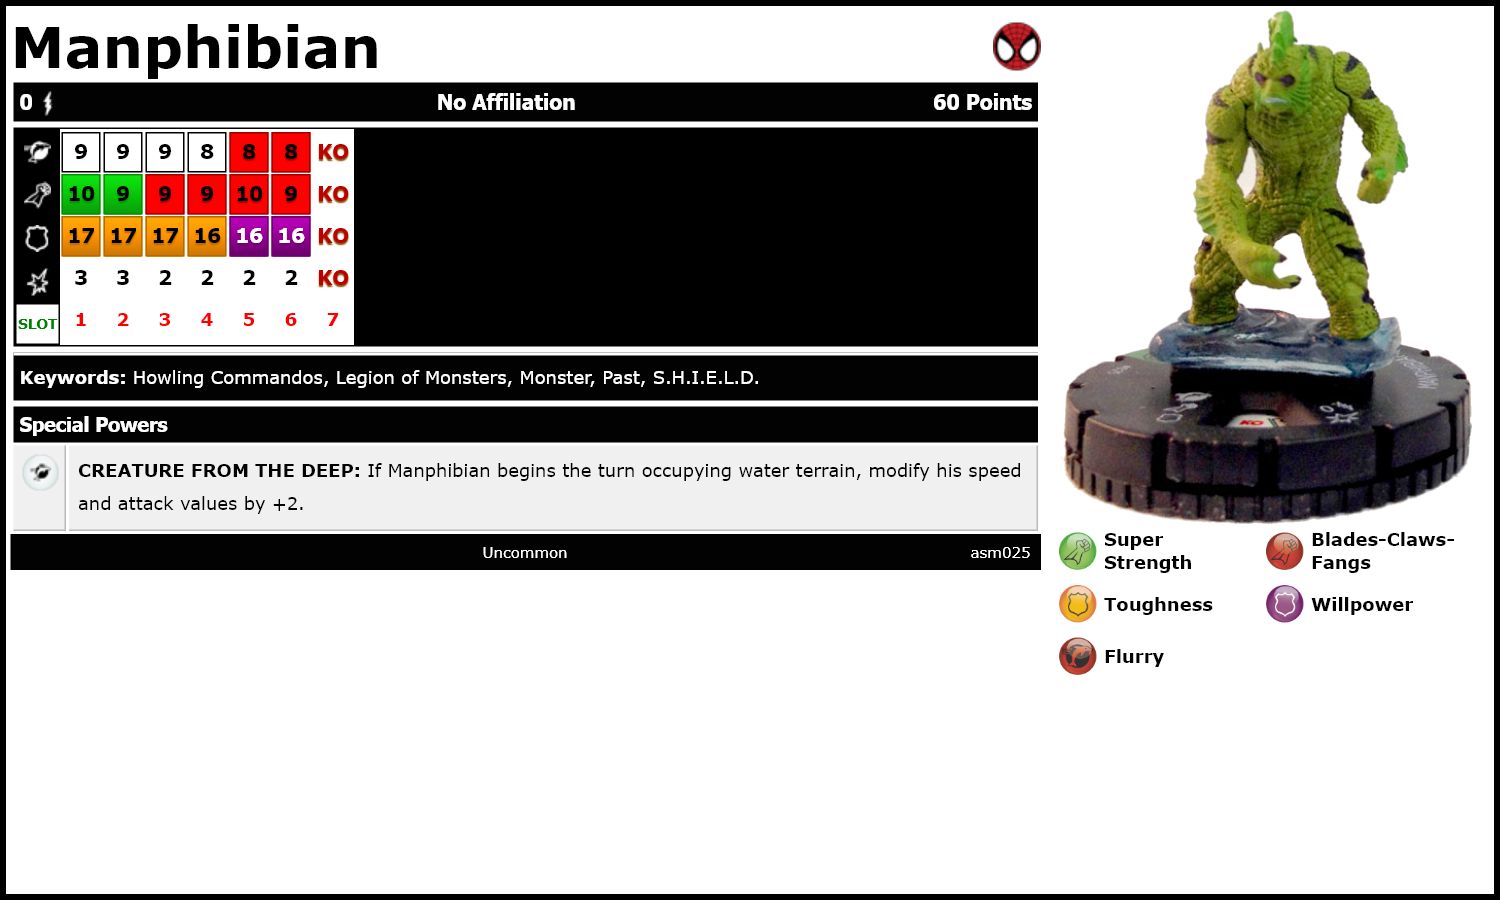 Manphibian
0 No Affiliation 60 Points
9 9 9 8 8 8 KO
10 9 9 9 10 9 KO
17 17 17 16 16 16 KO
3 3 2 2 2 2 KO
SLOT 1 2 3 4 5 6 7
Keywords: Howling Commandos, Legion of Monsters, Monster, Past, S.H.I.E.L.D.
Special Powers
CREATURE FROM THE DEEP: If Manphibian begins the turn occupying water terrain, modify his speed
and attack values by +2.
Uncommon asm025
KO
Super
Strength
Blades-Claws-
Fangs
Toughness
Willpower
Flurry